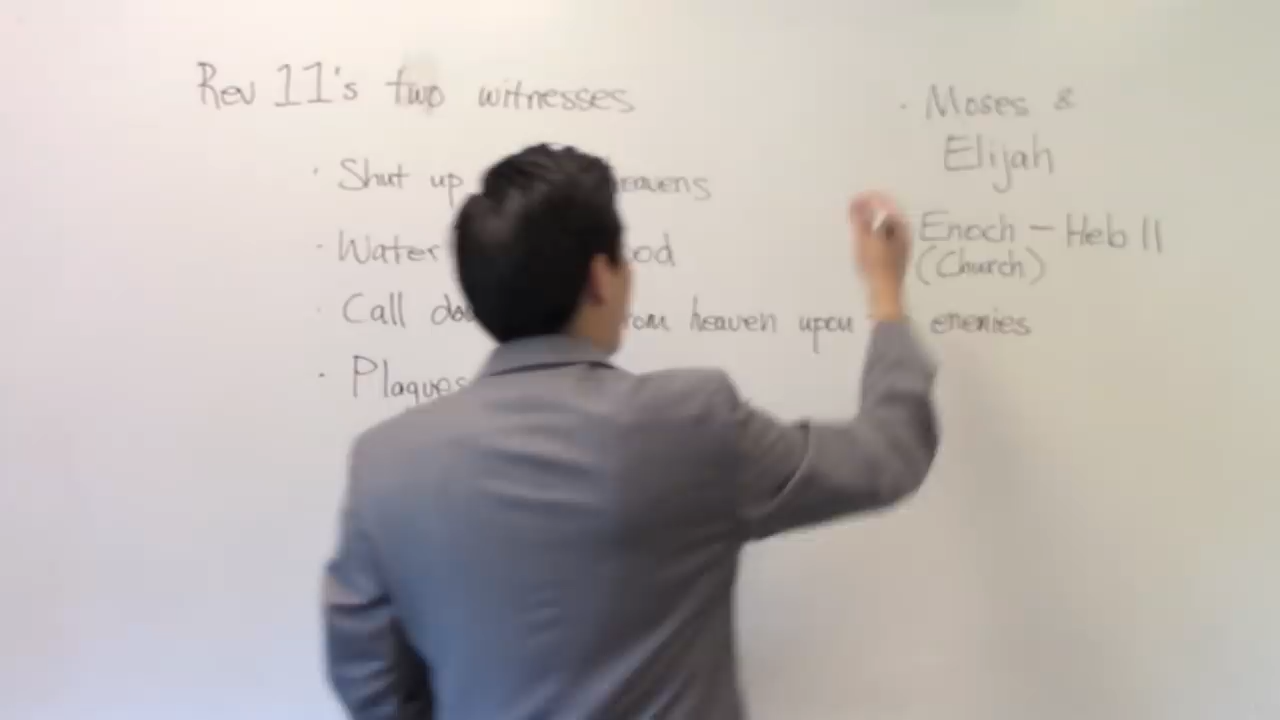 Rev 11's two witnesses
· Shut up heavens
· Water
· Call heaven upon enemies
· Plagues
· Moses &
Elijah
Enoch — Heb 11
(Church)